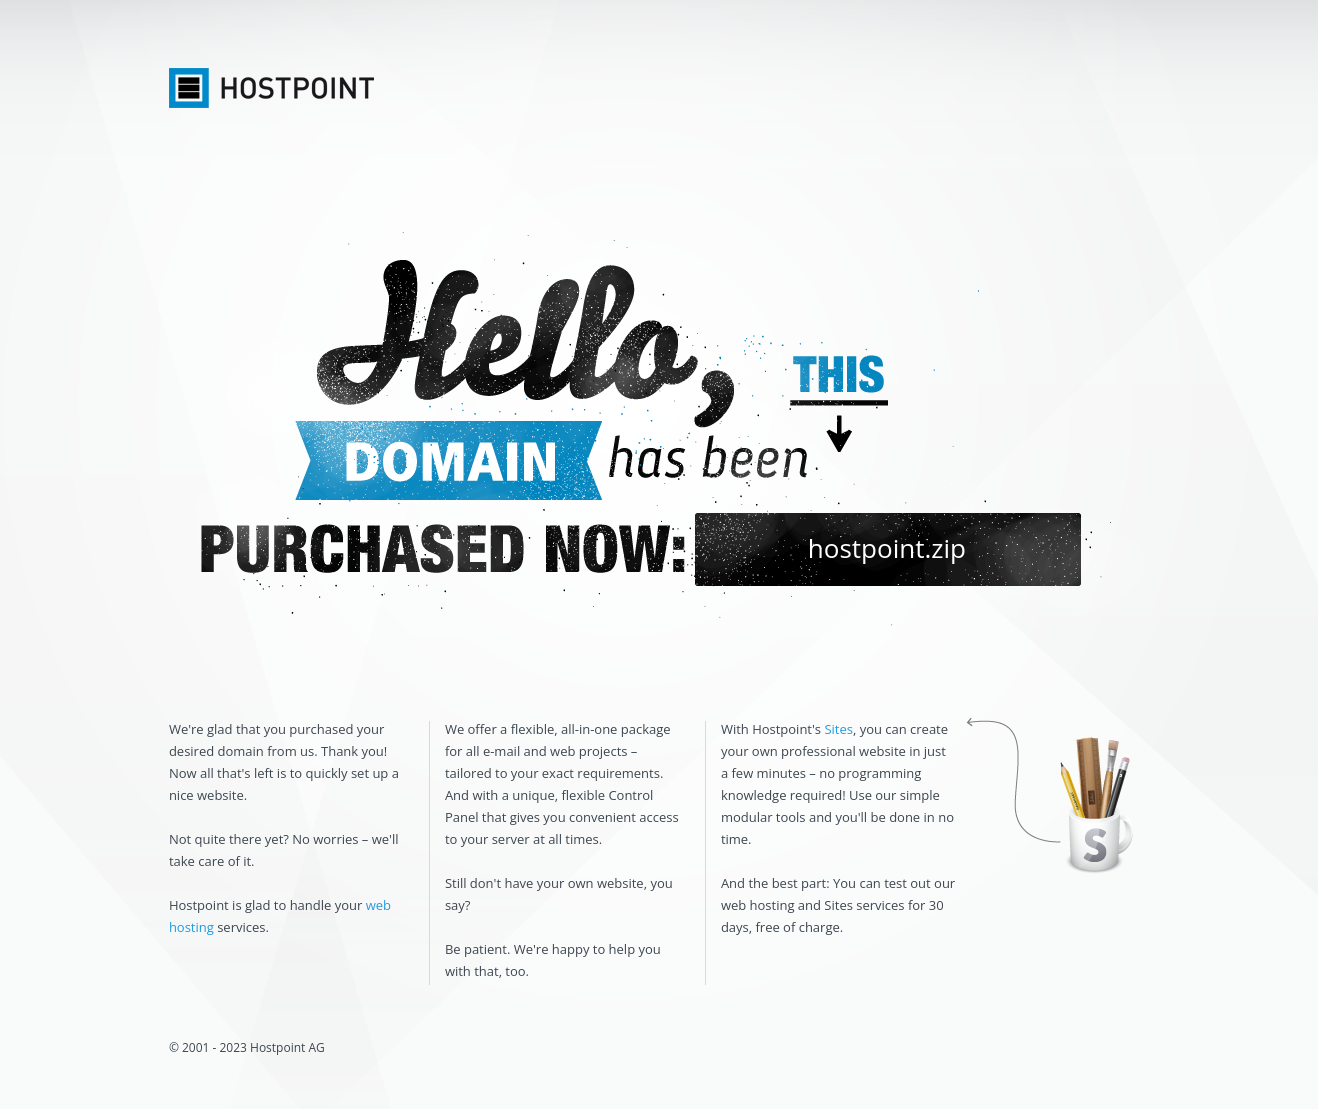 HOSTPOINT
Hello,
THIS
DOMAIN has been
PURCHASED NOW: hostpoint.zip
We're glad that you purchased your
desired domain from us. Thank you!
Now all that's left is to quickly set up a
nice website.
Not quite there yet? No worries – we'll
take care of it.
Hostpoint is glad to handle your web
hosting services.
We offer a flexible, all-in-one package
for all e-mail and web projects –
tailored to your exact requirements.
And with a unique, flexible Control
Panel that gives you convenient access
to your server at all times.
Still don't have your own website, you
say?
Be patient. We're happy to help you
with that, too.
With Hostpoint's Sites, you can create
your own professional website in just
a few minutes – no programming
knowledge required! Use our simple
modular tools and you'll be done in no
time.
And the best part: You can test out our
web hosting and Sites services for 30
days, free of charge.
S
© 2001 - 2023 Hostpoint AG